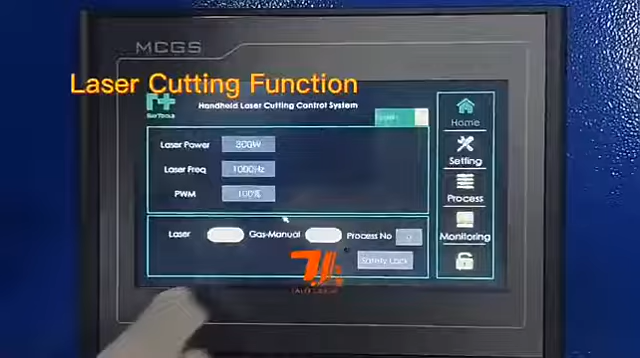 MCGS
Laser Cutting Function
Handheld Laser Cutting Control System
Home
Laser Power 300W
Setting
Laser Freq 1000Hz
PWM 100%
Process
Laser Gas-Manual Process No
Monitoring
Safety Lock